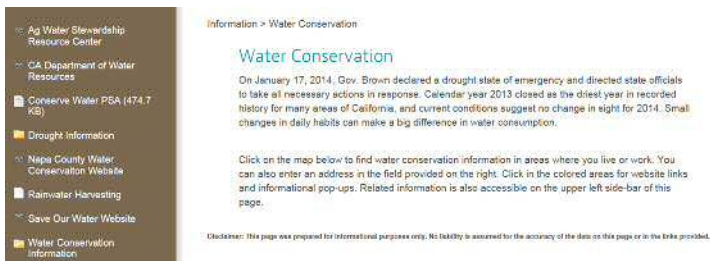 Ag Water Stewardship
Resource Center
CA Department of Water
Resources
Conserve Water PSA (474.7
KB)
Drought Information
Napa County Water
Conservaiton Website
Rainwater Harvesting
Save Our Water Website
Water Conservation
Information
Information > Water Conservation
Water Conservation
On January 17, 2014, Gov. Brown declared a drought state of emergency and directed state officials
to take all necessary actions in response. Calendar year 2013 closed as the driest year in recorded
history for many areas of California, and current conditions suggest no change in sight for 2014. Small
changes in daily habits can make a big difference in water consumption.
Click on the map below to find water conservation information in areas where you live or work. You
can also enter an address in the field provided on the right. Click in the colored areas for website links
and informational pop-ups. Related information is also accessible on the upper left side-bar of this
page.
Disclaimer: This page was prepared for informational purposes only. No liability is assumed for the accuracy of the data on this page or in the links provided.